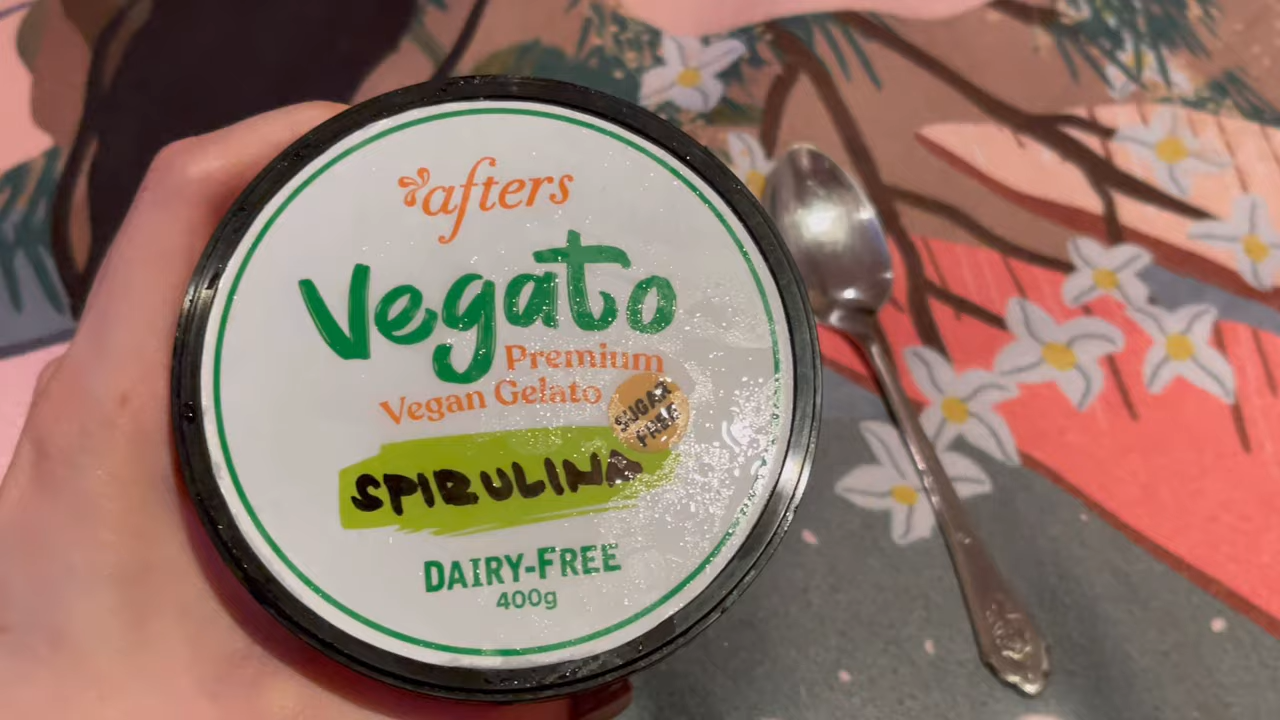 afters
Vegato
Premium
Vegan Gelato
SUGAR
FREE
SPIRULINA
DAIRY-FREE
400g